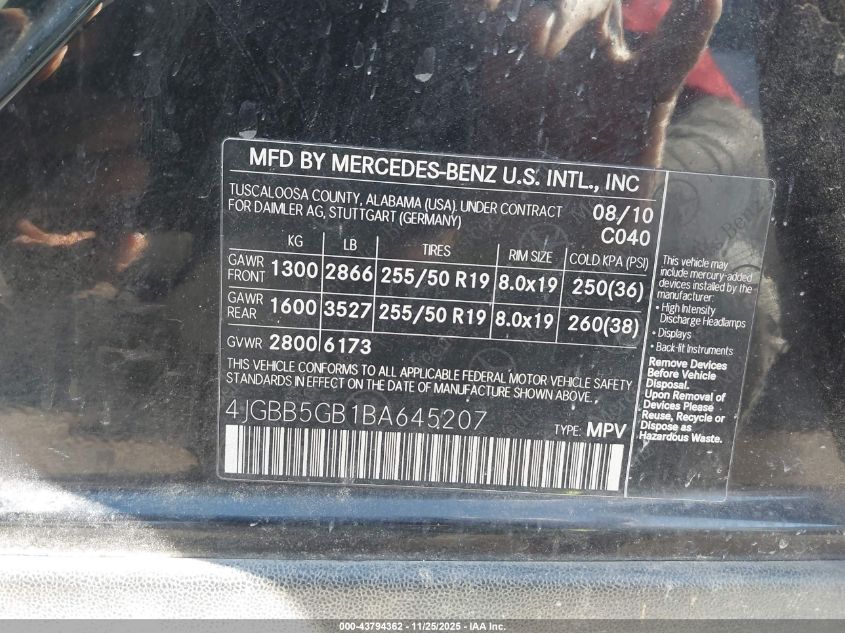 MFD BY MERCEDES-BENZ U.S. INTL., INC
TUSCALOOSA COUNTY, ALABAMA (USA). UNDER CONTRACT
FOR DAIMLER AG, STUTTGART (GERMANY)
08/10
C040
KG LB TIRES RIM SIZE COLD KPA (PSI)
GAWR
FRONT 1300 2866 255/50 R19 8.0x19 250(36)
GAWR
REAR 1600 3527 255/50 R19 8.0x19 260(38)
GVWR 2800 6173
THIS VEHICLE CONFORMS TO ALL APPLICABLE FEDERAL MOTOR VEHICLE SAFETY
STANDARDS IN EFFECT ON THE DATE OF MANUFACTURE SHOWN ABOVE.
4JGBB5GB1BA645207
TYPE: MPV
This vehicle may
include mercury-added
devices installed by the
manufacturer:
• High Intensity
Discharge Headlamps
• Displays
• Back-lit Instruments
Remove Devices
Before Vehicle
Disposal.
Upon Removal of
Devices Please
Reuse, Recycle or
Dispose as
Hazardous Waste.
000-43794362 - 11/25/2025 - IAA Inc.